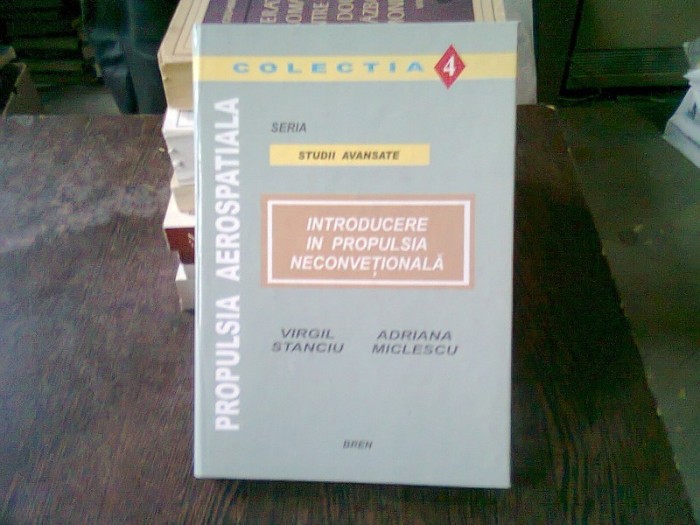 COLECTIA 4
SERIA
STUDII AVANSATE
INTRODUCERE
IN PROPULSIA
NECONVEȚIONALĂ
VIRGIL
STANCIU
ADRIANA
MICLESCU
BREN
PROPULSIA AEROSPATIALA